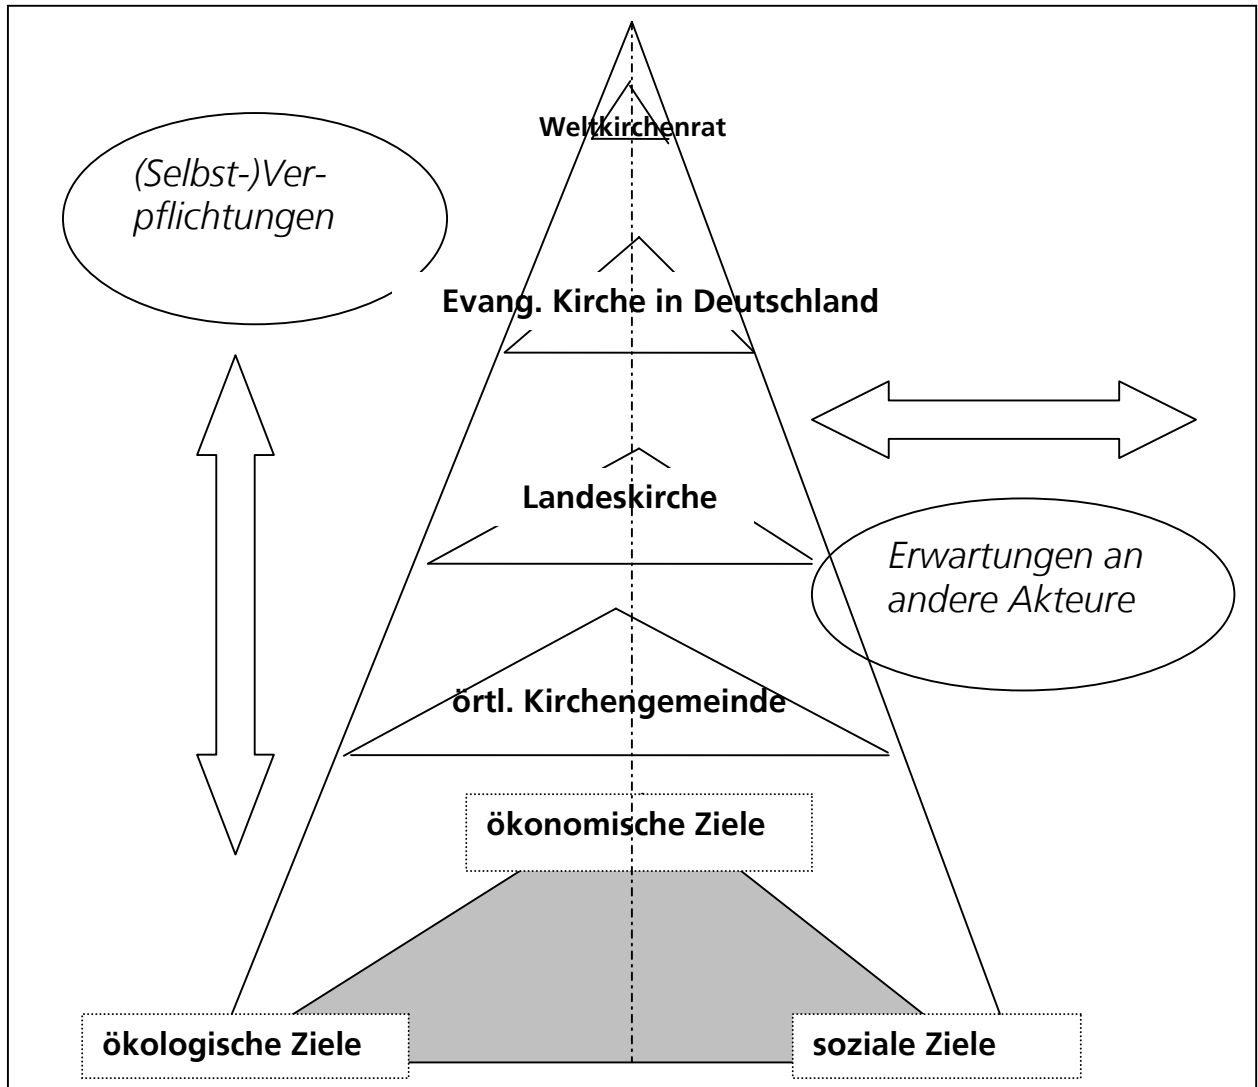 Weltkirchenrat
(Selbst-)Ver-
pflichtungen
Evang. Kirche in Deutschland
Landeskirche
Erwartungen an
andere Akteure
örtl. Kirchengemeinde
ökonomische Ziele
ökologische Ziele
soziale Ziele